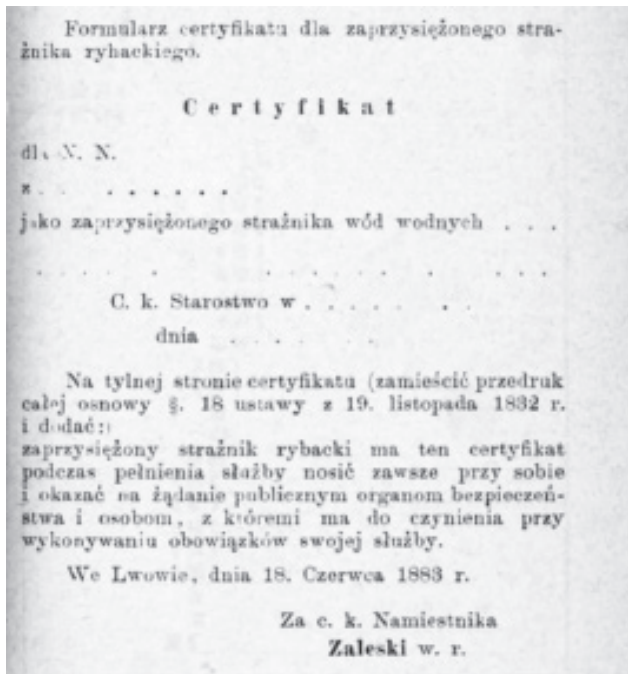 Formularz certyfikatu dla zaprzysiężonego stra-
żnika ryhackiego.
Certyfikat
dla N. N.
z . . . . . . . .
jako zaprzysiężonego strażnika wód wodnych . . .
. . . . . . . . . . .
C. k. Starostwo w . . . . . .
dnia . . . . .
Na tylnej stronie certyfikatu (zamieścić przedruk
całej osnowy §. 18 ustawy z 19. listopada 1832 r.
i dodać:)
zaprzysiężony strażnik rybacki ma ten certyfikat
podczas pełnienia służby nosić zawsze przy sobie
i okazać na żądanie publicznym organom bezpieczeń-
stwa i osobom, z któremi ma do czynienia przy
wykonywaniu obowiązków swojej służby.
We Lwowie, dnia 18. Czerwca 1883 r.
Za c. k. Namiestnika
Zaleski w. r.